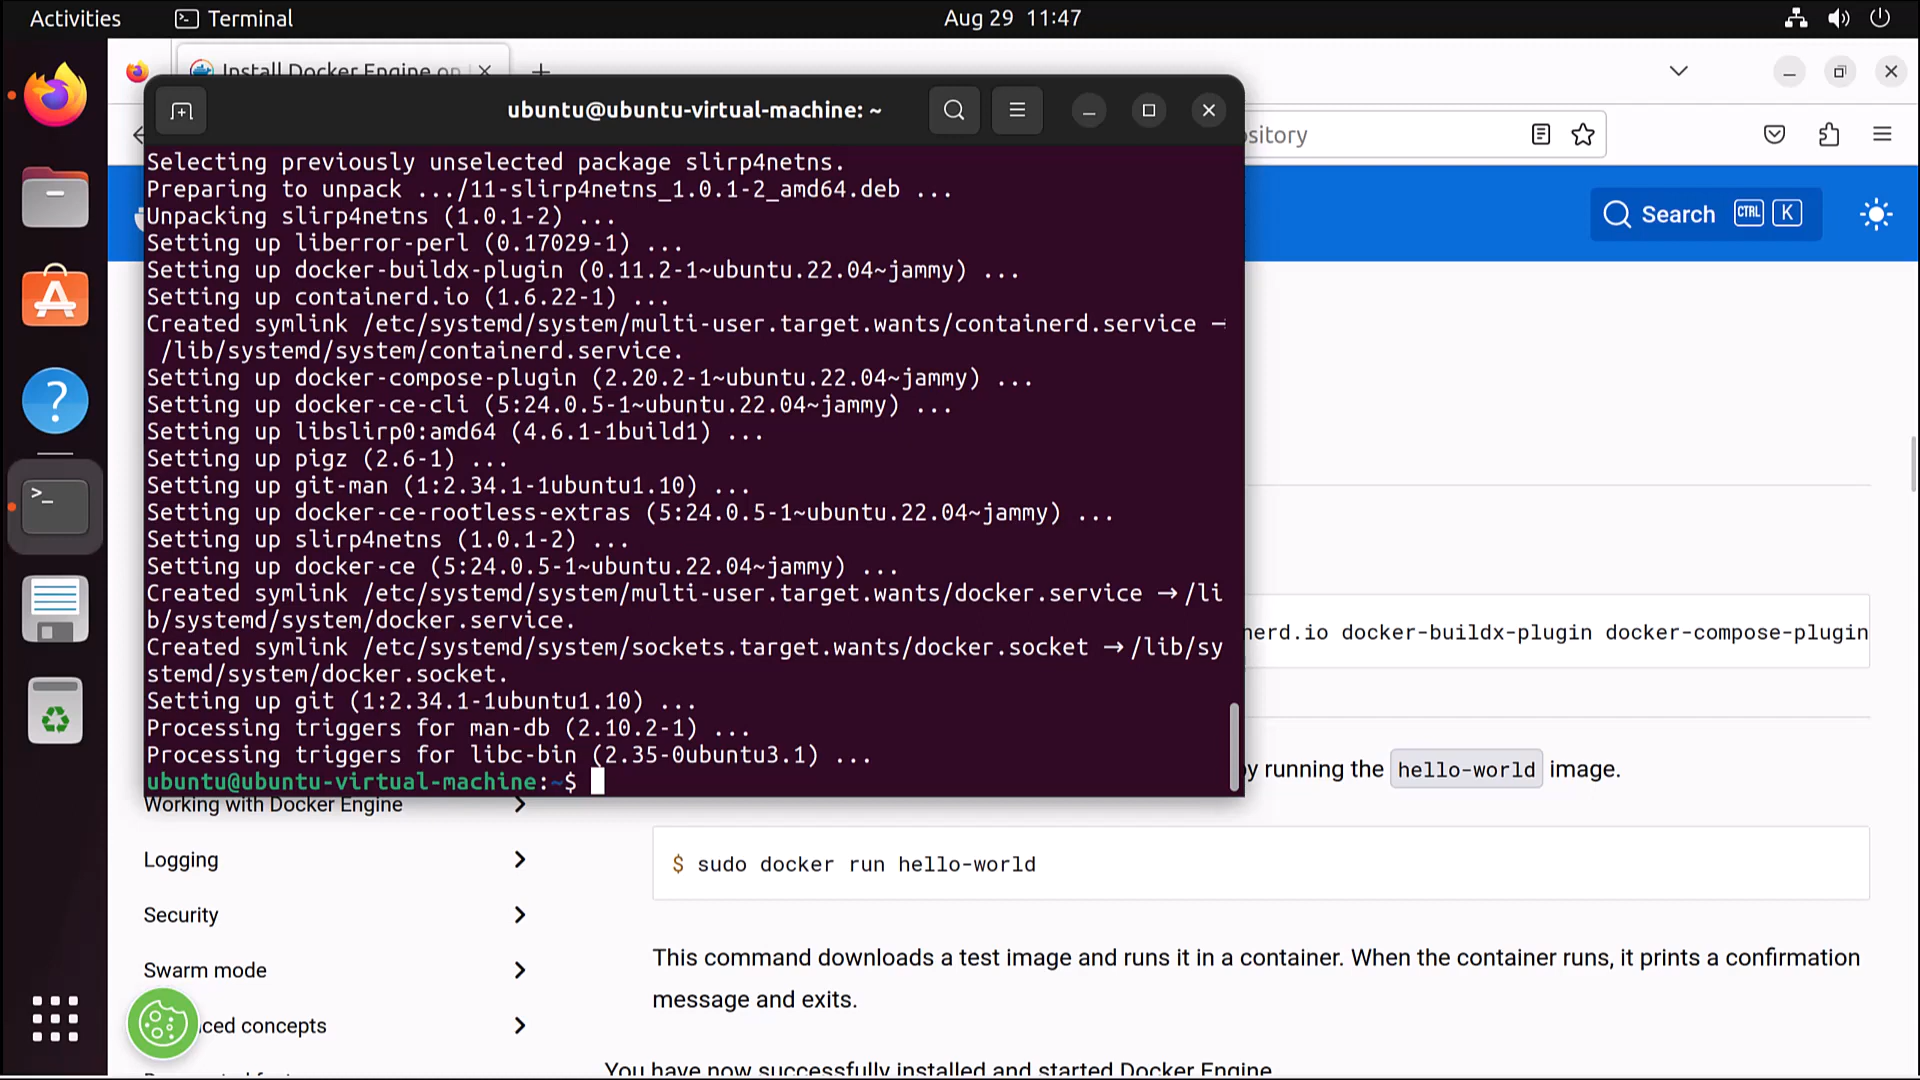 Activities
Terminal
Aug 29 11:47
Install Docker Engine on
ubuntu@ubuntu-virtual-machine: ~
ository
Search CTRL K
Selecting previously unselected package slirp4netns.
Preparing to unpack .../11-slirp4netns_1.0.1-2_amd64.deb ...
Unpacking slirp4netns (1.0.1-2) ...
Setting up liberror-perl (0.17029-1) ...
Setting up docker-buildx-plugin (0.11.2-1~ubuntu.22.04~jammy) ...
Setting up containerd.io (1.6.22-1) ...
Created symlink /etc/systemd/system/multi-user.target.wants/containerd.service →
 /lib/systemd/system/containerd.service.
Setting up docker-compose-plugin (2.20.2-1~ubuntu.22.04~jammy) ...
Setting up docker-ce-cli (5:24.0.5-1~ubuntu.22.04~jammy) ...
Setting up libslirp0:amd64 (4.6.1-1build1) ...
Setting up pigz (2.6-1) ...
Setting up git-man (1:2.34.1-1ubuntu1.10) ...
Setting up docker-ce-rootless-extras (5:24.0.5-1~ubuntu.22.04~jammy) ...
Setting up slirp4netns (1.0.1-2) ...
Setting up docker-ce (5:24.0.5-1~ubuntu.22.04~jammy) ...
Created symlink /etc/systemd/system/multi-user.target.wants/docker.service → /li
b/systemd/system/docker.service.
Created symlink /etc/systemd/system/sockets.target.wants/docker.socket → /lib/sy
stemd/system/docker.socket.
Setting up git (1:2.34.1-1ubuntu1.10) ...
Processing triggers for man-db (2.10.2-1) ...
Processing triggers for libc-bin (2.35-0ubuntu3.1) ...
ubuntu@ubuntu-virtual-machine:~$
nerd.io docker-buildx-plugin docker-compose-plugin
y running the hello-world image.
Working with Docker Engine
Logging
Security
Swarm mode
ced concepts
$ sudo docker run hello-world
This command downloads a test image and runs it in a container. When the container runs, it prints a confirmation
message and exits.
You have now successfully installed and started Docker Engine